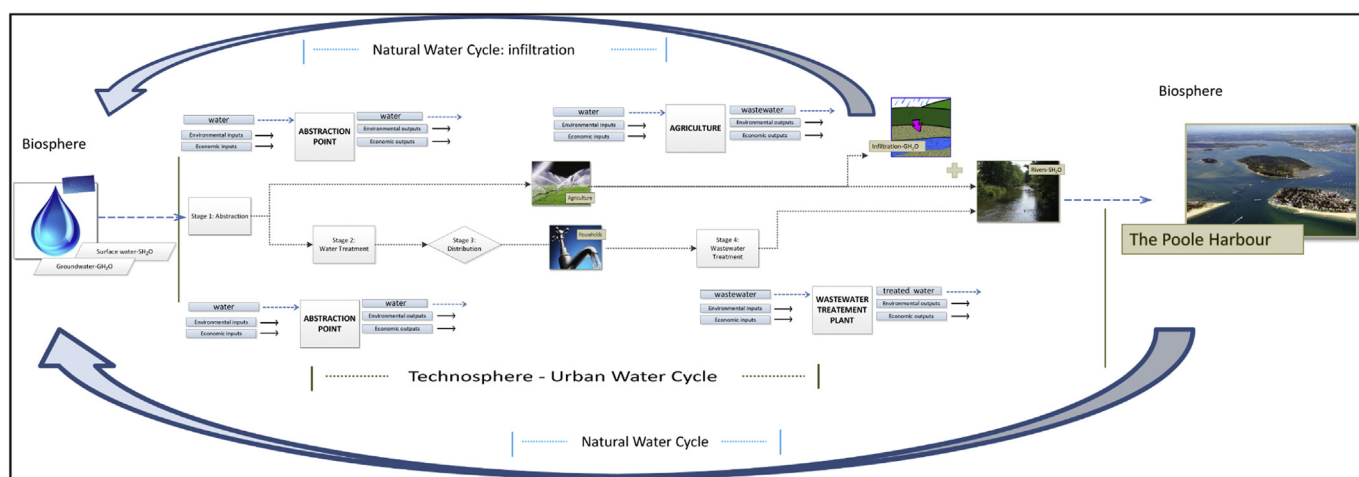 Natural Water Cycle: infiltration
Biosphere
Biosphere
water
Environmental inputs
Economic inputs
ABSTRACTION
POINT
water
Environmental outputs
Economic outputs
water
Environmental inputs
Economic inputs
AGRICULTURE
wastewater
Environmental outputs
Economic outputs
Infiltration-GH₂O
Rivers-SH₂O
Agriculture
Stage 1: Abstraction
Stage 2:
Water Treatment
Stage 3:
Distribution
Households
Stage 4:
Wastewater
Treatment
Surface water-SH₂O
Groundwater-GH₂O
The Poole Harbour
water
Environmental inputs
Economic inputs
ABSTRACTION
POINT
water
Environmental outputs
Economic outputs
wastewater
Environmental inputs
Economic inputs
WASTEWATER
TREATEMENT
PLANT
treated water
Environmental outputs
Economic outputs
Technosphere - Urban Water Cycle
Natural Water Cycle